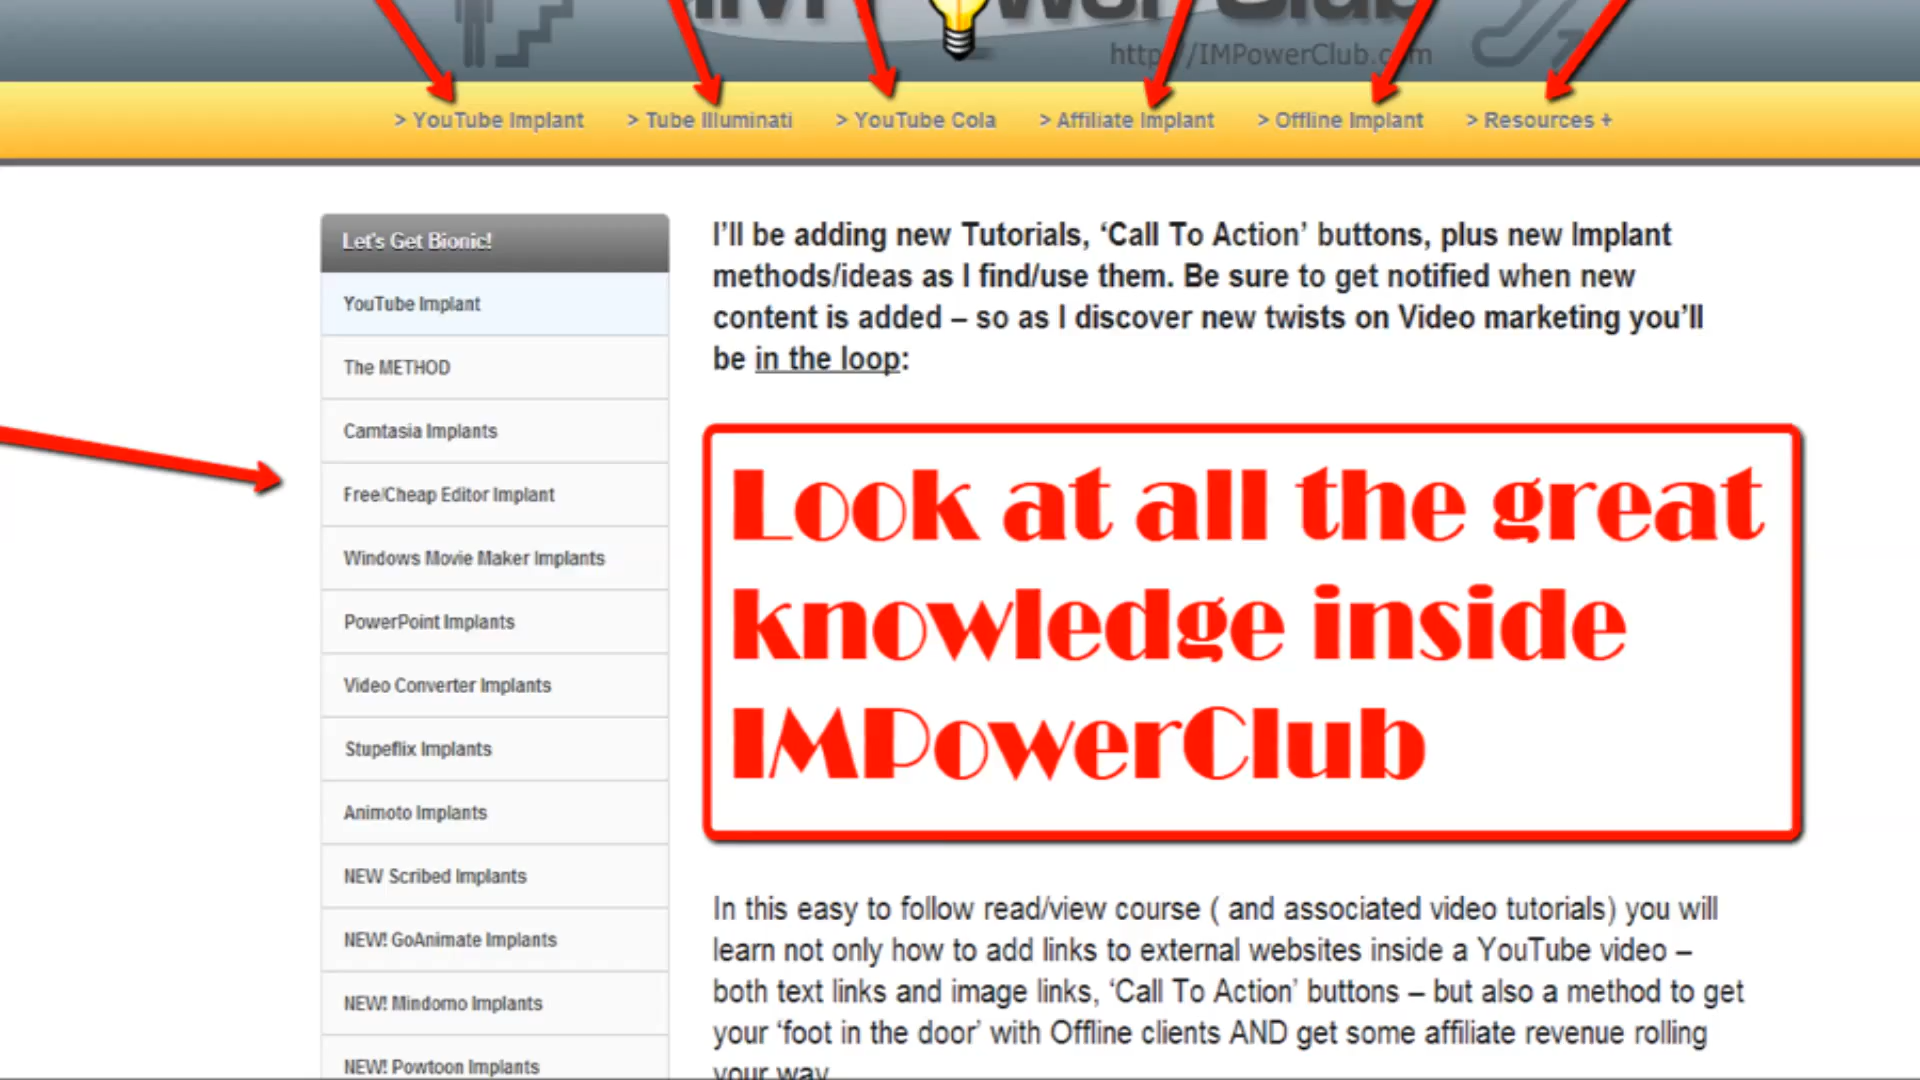 IMPowerClub
http://IMPowerClub.com
> YouTube Implant > Tube Illuminati > YouTube Cola > Affiliate Implant > Offline Implant > Resources +
Let's Get Bionic!
YouTube Implant
The METHOD
Camtasia Implants
Free/Cheap Editor Implant
Windows Movie Maker Implants
PowerPoint Implants
Video Converter Implants
Stupeflix Implants
Animoto Implants
NEW Scribed Implants
NEW! GoAnimate Implants
NEW! Mindomo Implants
NEW! Powtoon Implants
I’ll be adding new Tutorials, ‘Call To Action’ buttons, plus new Implant
methods/ideas as I find/use them. Be sure to get notified when new
content is added – so as I discover new twists on Video marketing you’ll
be in the loop:
Look at all the great
knowledge inside
IMPowerClub
In this easy to follow read/view course ( and associated video tutorials) you will
learn not only how to add links to external websites inside a YouTube video –
both text links and image links, ‘Call To Action’ buttons – but also a method to get
your ‘foot in the door’ with Offline clients AND get some affiliate revenue rolling
your way